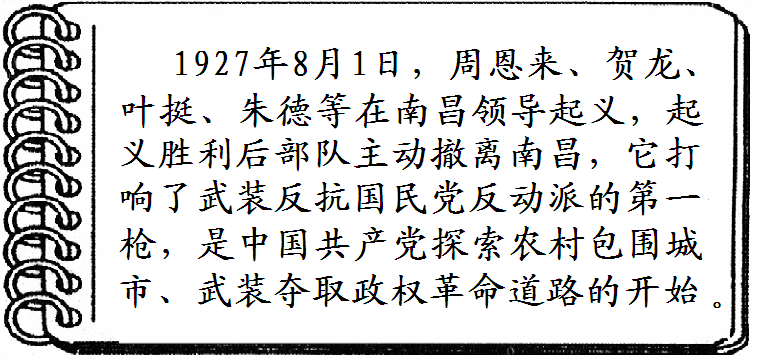 1927年8月1日，周恩来、贺龙、
叶挺、朱德等在南昌领导起义，起
义胜利后部队主动撤离南昌，它打
响了武装反抗国民党反动派的第一
枪，是中国共产党探索农村包围城
市、武装夺取政权革命道路的开始。